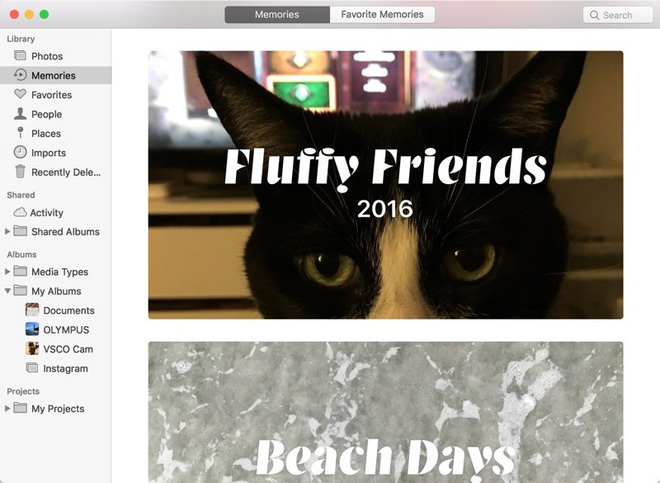 Memories
Favorite Memories
Search
Library
Photos
Memories
Favorites
People
Places
Imports
Recently Dele...
Shared
Activity
Shared Albums
Albums
Media Types
My Albums
Documents
OLYMPUS
VSCO Cam
Instagram
Projects
My Projects
Fluffy Friends
2016
Beach Days